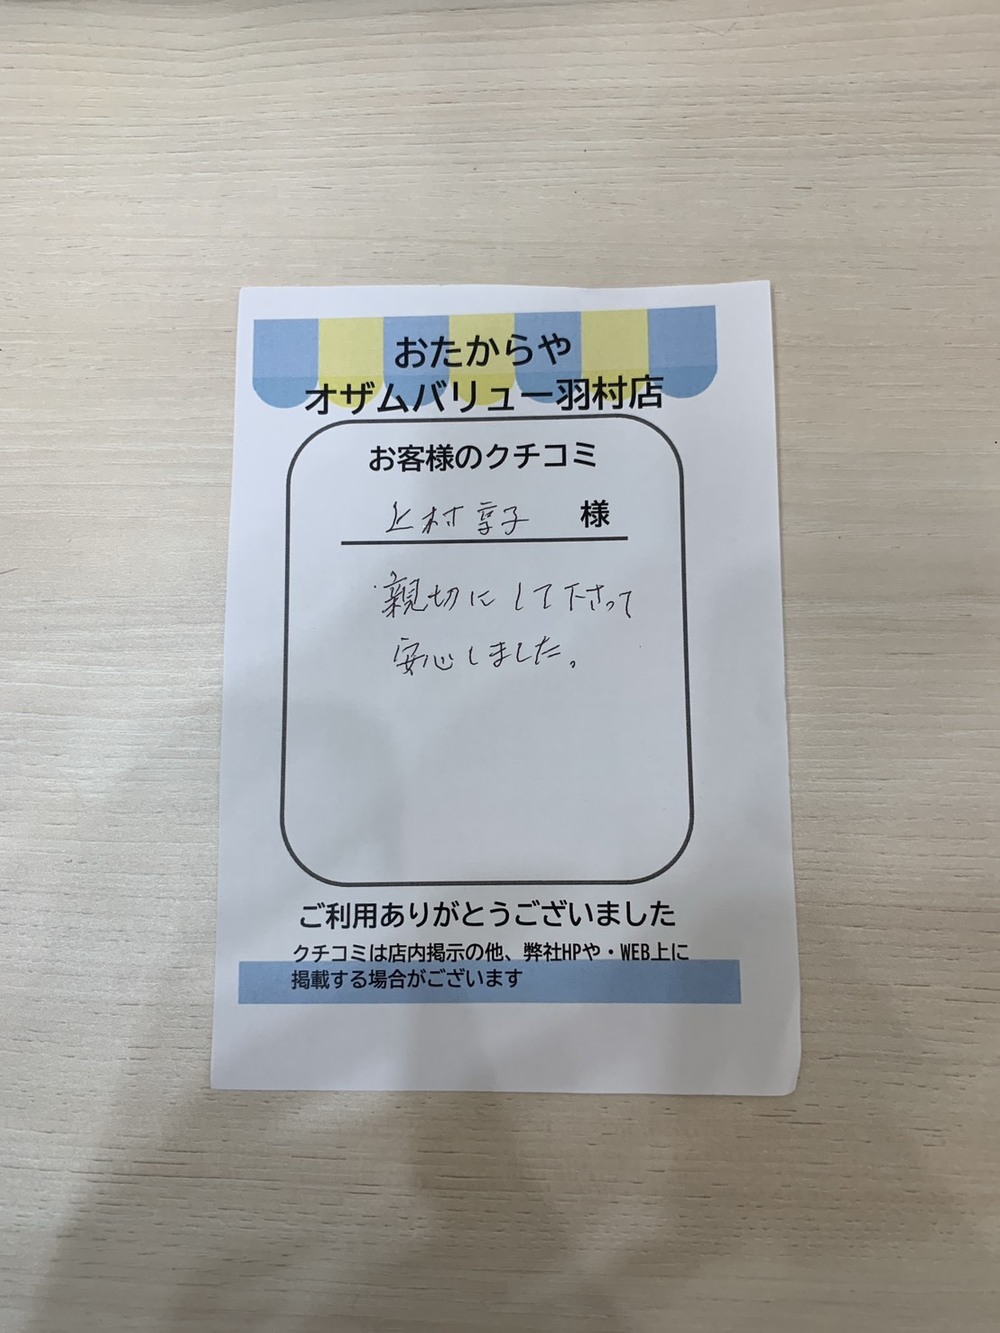 おたからや
オザムバリュー羽村店
お客様のクチコミ
上村 享子 様
親切にして下さって
安心しました。
ご利用ありがとうございました
クチコミは店内掲示の他、弊社HPや・WEB上に
掲載する場合がございます